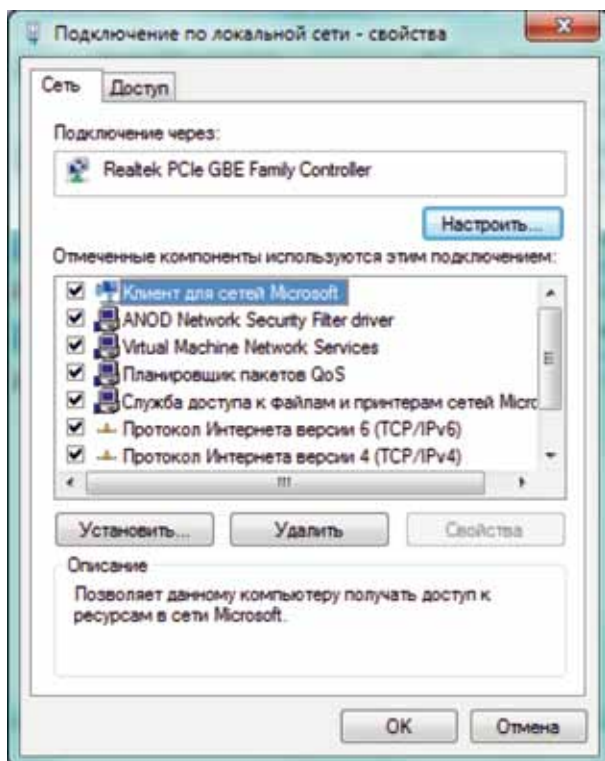 Подключение по локальной сети - свойства
Сеть Доступ
Подключение через:
Realtek PCIe GBE Family Controller
Настроить...
Отмеченные компоненты используются этим подключением:
Клиент для сетей Microsoft
ANOD Network Security Filter driver
Virtual Machine Network Services
Планировщик пакетов QoS
Служба доступа к файлам и принтерам сетей Micro
Протокол Интернета версии 6 (TCP/IPv6)
Протокол Интернета версии 4 (TCP/IPv4)
Установить... Удалить Свойства
Описание
Позволяет данному компьютеру получать доступ к
ресурсам в сети Microsoft.
OK Отмена